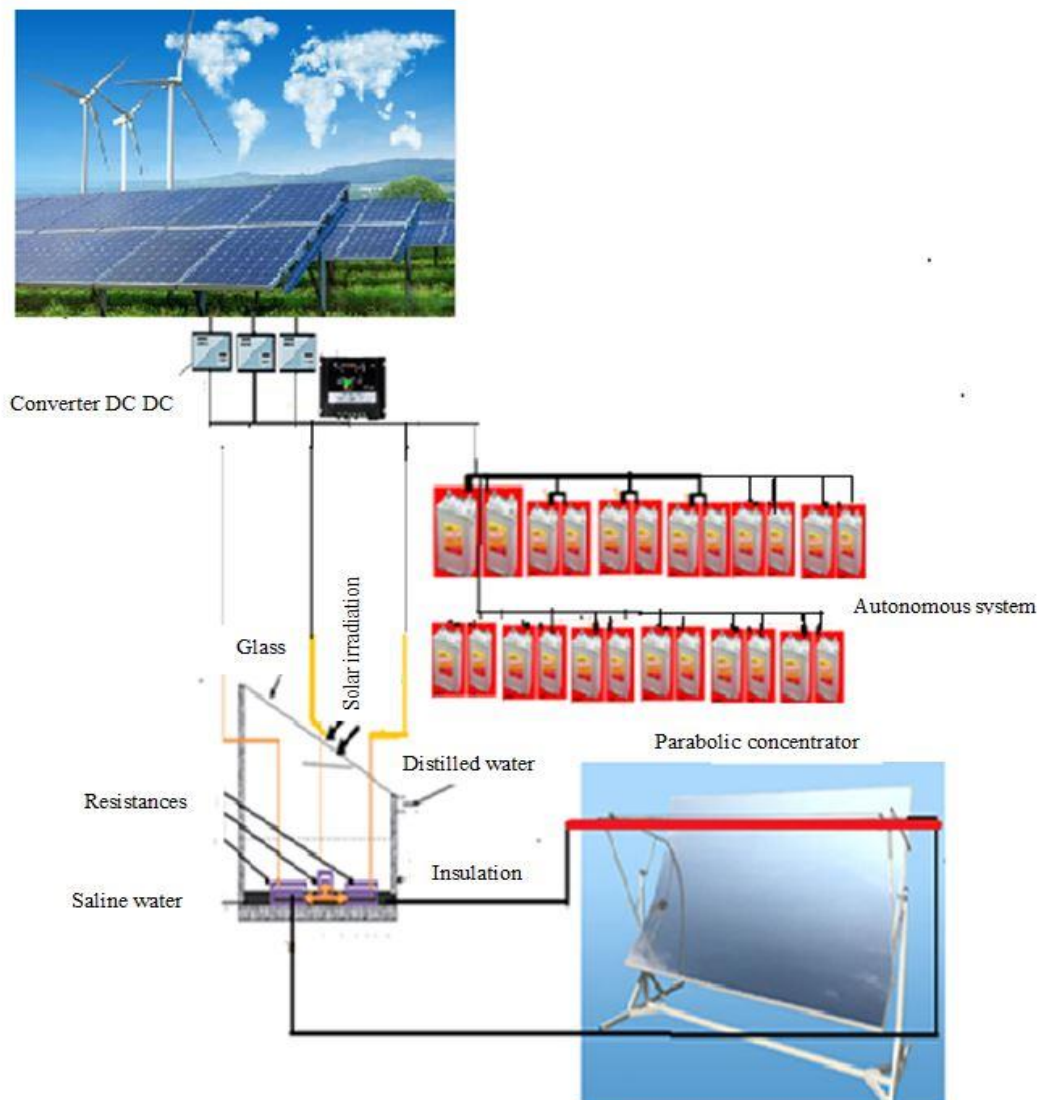 Converter DC DC
Autonomous system
Solar irradiation
Glass
Parabolic concentrator
Distilled water
Resistances
Insulation
Saline water